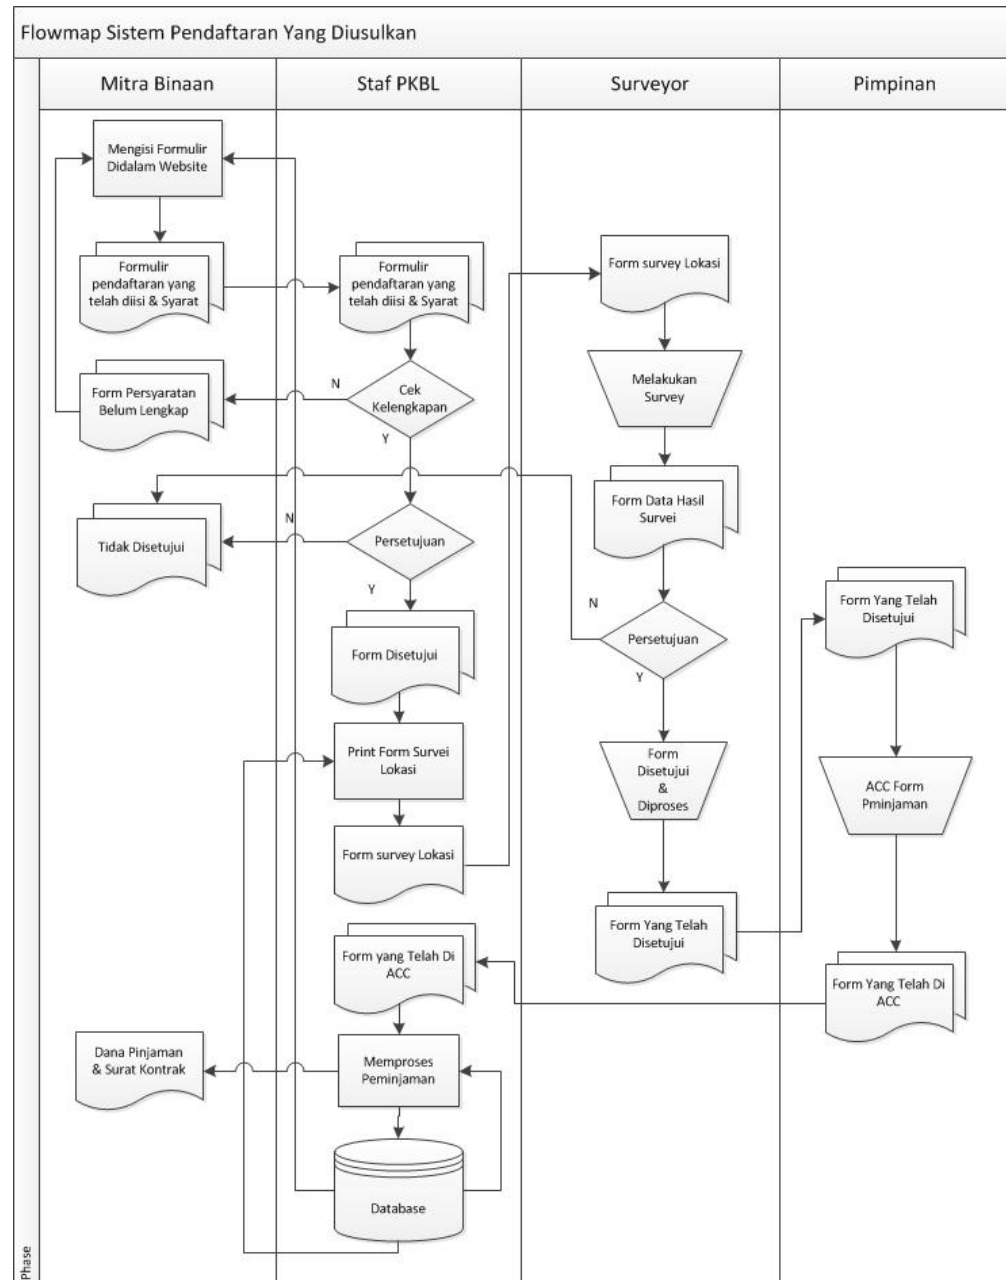 Flowmap Sistem Pendaftaran Yang Diusulkan
Mitra Binaan
Staf PKBL
Surveyor
Pimpinan
Mengisi Formulir
Didalam Website
Formulir
pendaftaran yang
telah diisi & Syarat
Form Persyaratan
Belum Lengkap
Tidak Disetujui
Dana Pinjaman
& Surat Kontrak
Formulir
pendaftaran yang
telah diisi & Syarat
N
Cek
Kelengkapan
Y
N
Persetujuan
Y
Form Disetujui
Print Form Survei
Lokasi
Form survey Lokasi
Form yang Telah Di
ACC
Memproses
Peminjaman
Database
Form survey Lokasi
Melakukan
Survey
Form Data Hasil
Survei
N
Persetujuan
Y
Form
Disetujui
&
Diproses
Form Yang Telah
Disetujui
Form Yang Telah
Disetujui
ACC Form
Pminjaman
Form Yang Telah Di
ACC
Phase